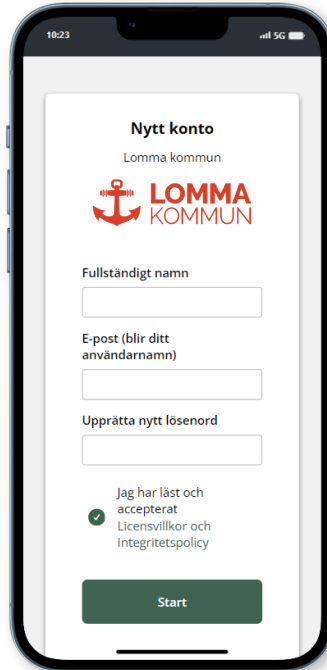 10:23
5G
Nytt konto
Lomma kommun
LOMMA
KOMMUN
Fullständigt namn
E-post (blir ditt
användarnamn)
Upprätta nytt lösenord
Jag har läst och
accepterat
Licensvillkor och
Integritetspolicy
Start